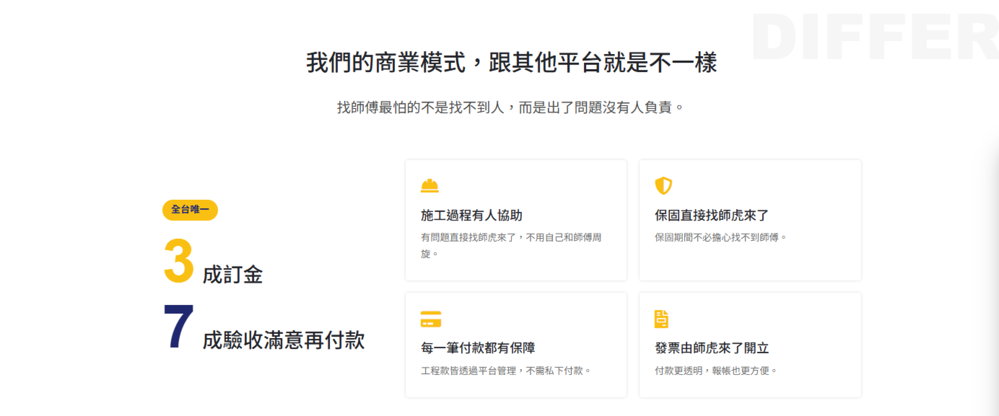 DIFFER
我們的商業模式，跟其他平台就是不一樣
找師傅最怕的不是找不到人，而是出了問題沒有人負責。
全台唯一
3 成訂金
7 成驗收滿意再付款
施工過程有人協助
有問題直接找師虎來了，不用自己和師傅周
旋。
保固直接找師虎來了
保固期間不必擔心找不到師傅。
每一筆付款都有保障
工程款皆透過平台管理，不需私下付款。
發票由師虎來了開立
付款更透明，報帳也更方便。